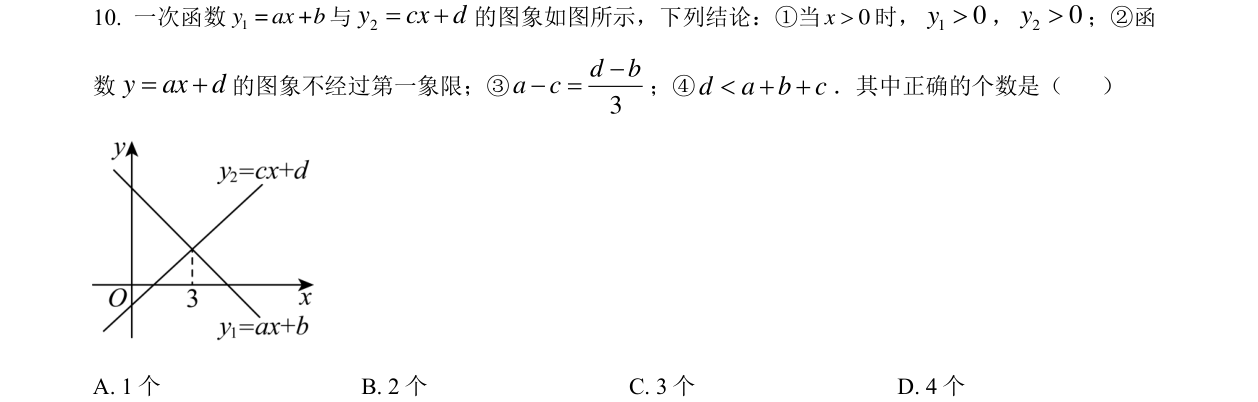 10. 一次函数 y₁ =ax+b 与 y₂ =cx+d 的图象如图所示，下列结论：①当 x>0 时， y₁ >0， y₂ >0；②函
数 y=ax+d 的图象不经过第一象限；③ a−c=\frac{d−b}{3}；④ d<a+b+c．其中正确的个数是（    ）
y
y₂=cx+d
O
3
x
y₁=ax+b
A. 1 个 B. 2 个 C. 3 个 D. 4 个